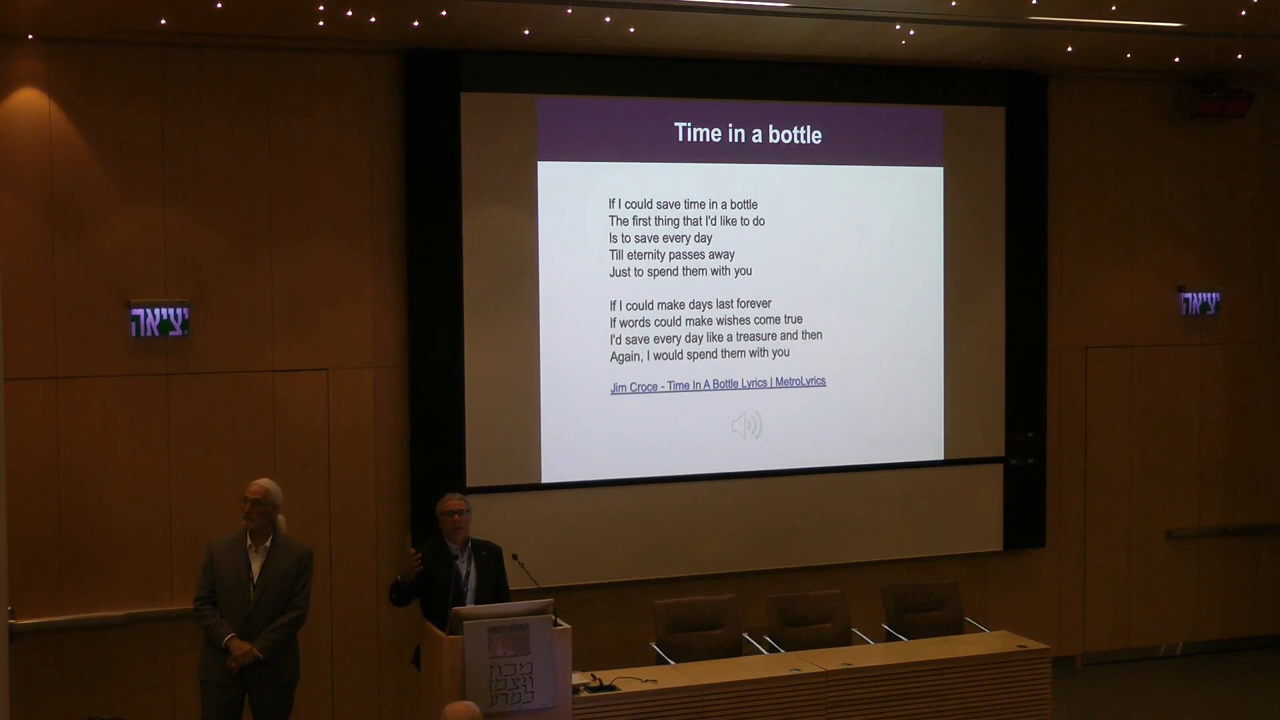 Time in a bottle
If I could save time in a bottle
The first thing that I'd like to do
Is to save every day
Till eternity passes away
Just to spend them with you
If I could make days last forever
If words could make wishes come true
I'd save every day like a treasure and then
Again, I would spend them with you
Jim Croce - Time In A Bottle Lyrics | MetroLyrics
יציאה
יציאה
מכון
ויצמן
למדע